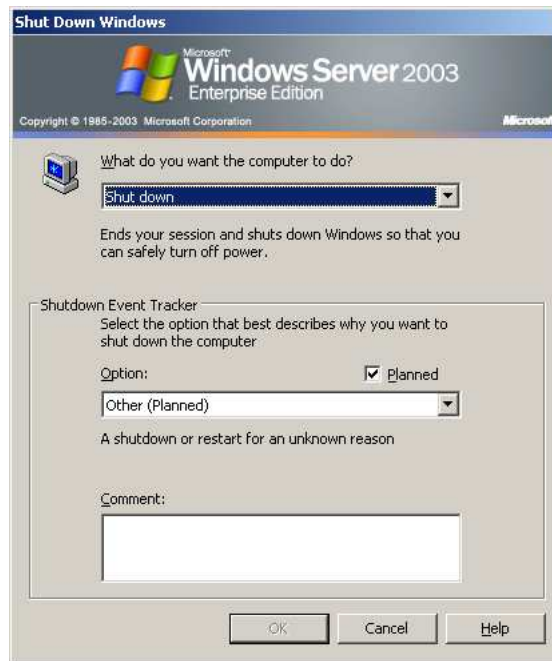 Shut Down Windows
Microsoft
Windows Server 2003
Enterprise Edition
Copyright © 1985-2003 Microsoft Corporation
Microsof
What do you want the computer to do?
Shut down
Ends your session and shuts down Windows so that you
can safely turn off power.
Shutdown Event Tracker
Select the option that best describes why you want to
shut down the computer
Option:
Planned
Other (Planned)
A shutdown or restart for an unknown reason
Comment:
OK
Cancel
Help